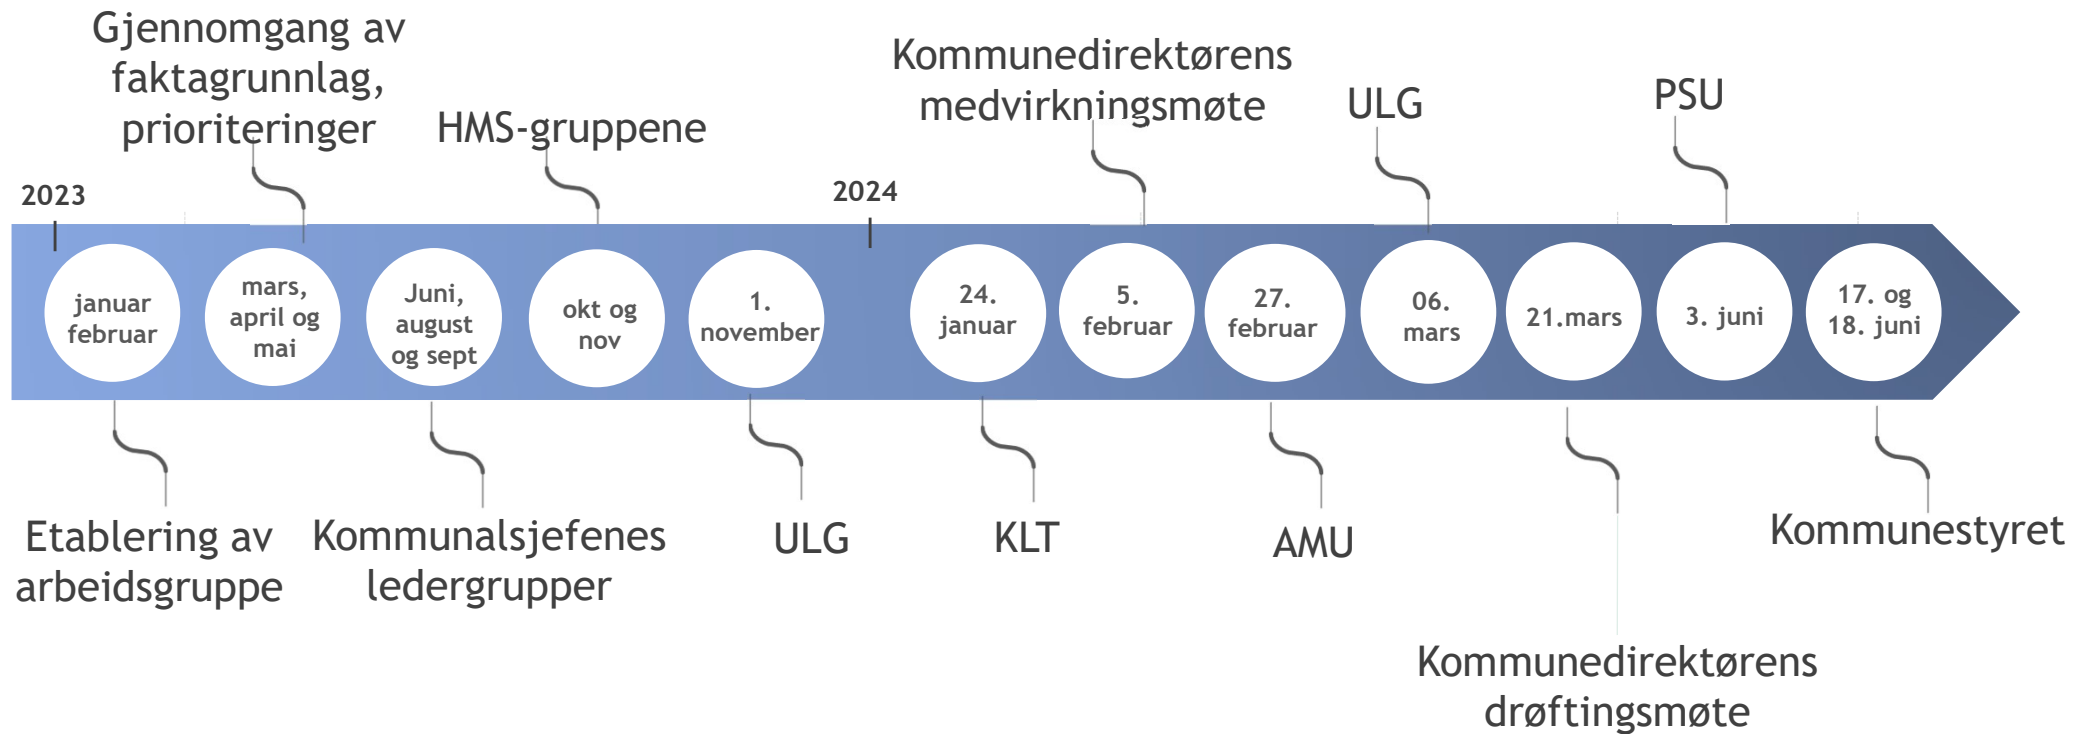 Gjennomgang av
faktagrunnlag,
prioriteringer
HMS-gruppene
Kommunedirektørens
medvirkningsmøte
ULG
PSU
2023
2024
januar
februar
mars,
april og
mai
Juni,
august
og sept
okt og
nov
1.
november
24.
januar
5.
februar
27.
februar
06.
mars
21.mars
3. juni
17. og
18. juni
Etablering av
arbeidsgruppe
Kommunalsjefenes
ledergrupper
ULG
KLT
AMU
Kommunedirektørens
drøftingsmøte
Kommunestyret